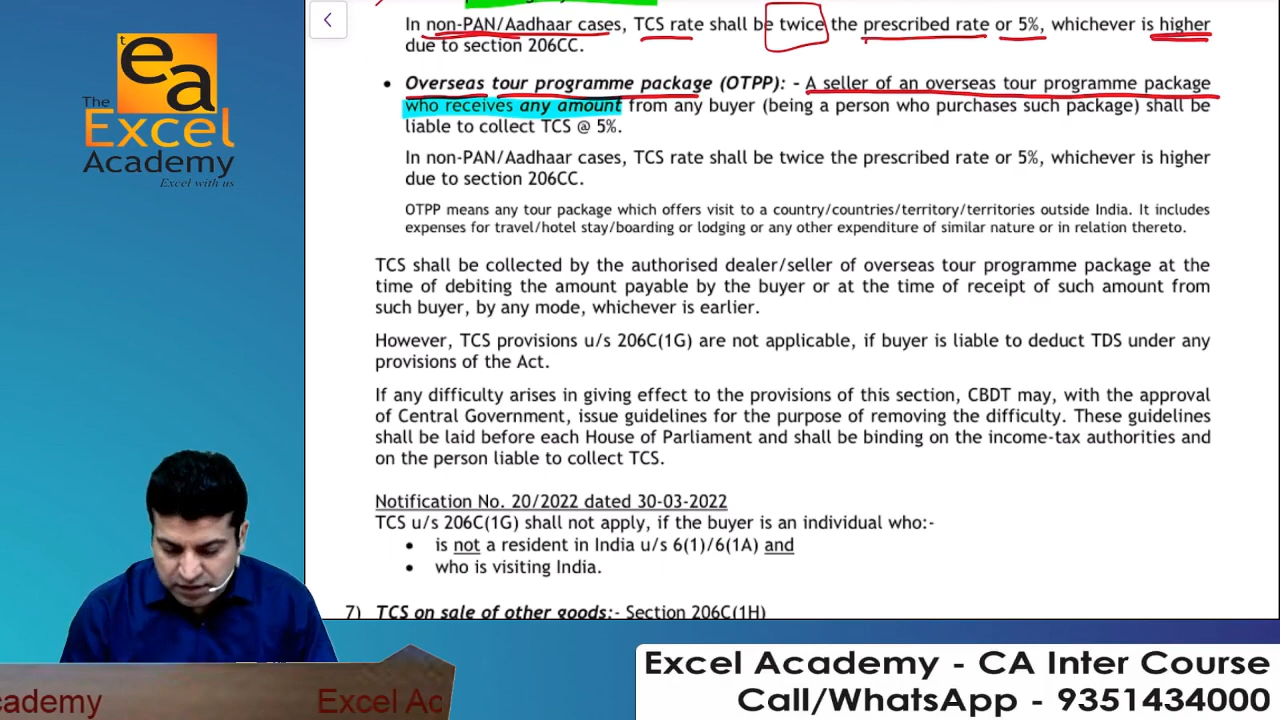 In non-PAN/Aadhaar cases, TCS rate shall be twice the prescribed rate or 5%, whichever is higher
due to section 206CC.
• Overseas tour programme package (OTPP): - A seller of an overseas tour programme package
who receives any amount from any buyer (being a person who purchases such package) shall be
liable to collect TCS @ 5%.
In non-PAN/Aadhaar cases, TCS rate shall be twice the prescribed rate or 5%, whichever is higher
due to section 206CC.
OTPP means any tour package which offers visit to a country/countries/territory/territories outside India. It includes
expenses for travel/hotel stay/boarding or lodging or any other expenditure of similar nature or in relation thereto.
TCS shall be collected by the authorised dealer/seller of overseas tour programme package at the
time of debiting the amount payable by the buyer or at the time of receipt of such amount from
such buyer, by any mode, whichever is earlier.
However, TCS provisions u/s 206C(1G) are not applicable, if buyer is liable to deduct TDS under any
provisions of the Act.
If any difficulty arises in giving effect to the provisions of this section, CBDT may, with the approval
of Central Government, issue guidelines for the purpose of removing the difficulty. These guidelines
shall be laid before each House of Parliament and shall be binding on the income-tax authorities and
on the person liable to collect TCS.
Notification No. 20/2022 dated 30-03-2022
TCS u/s 206C(1G) shall not apply, if the buyer is an individual who:-
• is not a resident in India u/s 6(1)/6(1A) and
• who is visiting India.
7) TCS on sale of other goods:- Section 206C(1H)
t
ea
The
Excel
Academy
Excel with us
cademy
Excel Ac
Excel Academy - CA Inter Course
Call/WhatsApp - 9351434000